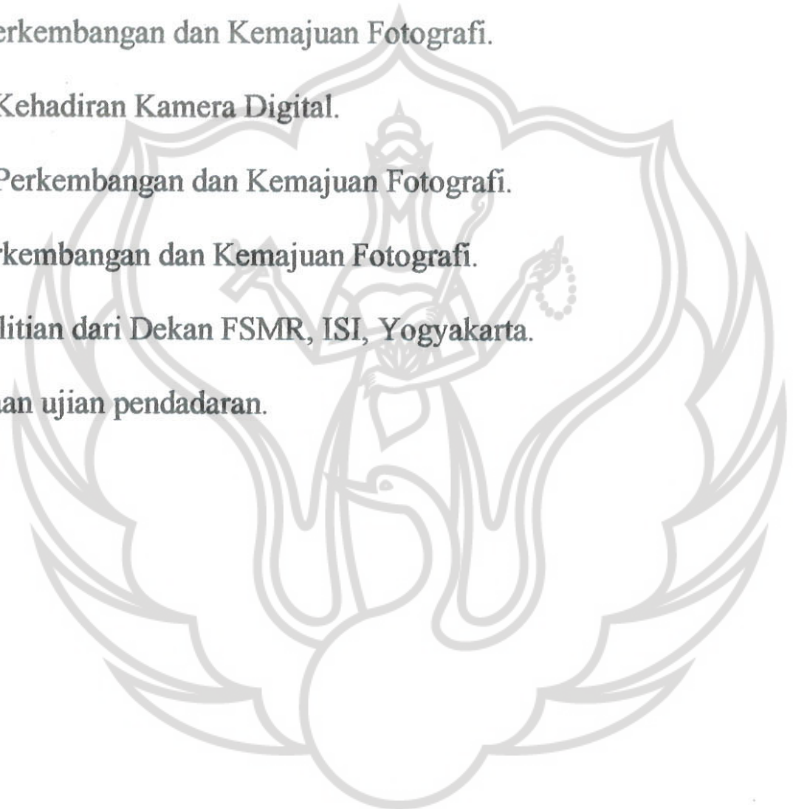 erkembangan dan Kemajuan Fotografi.
Kehadiran Kamera Digital.
Perkembangan dan Kemajuan Fotografi.
rkembangan dan Kemajuan Fotografi.
litian dari Dekan FSMR, ISI, Yogyakarta.
an ujian pendadaran.